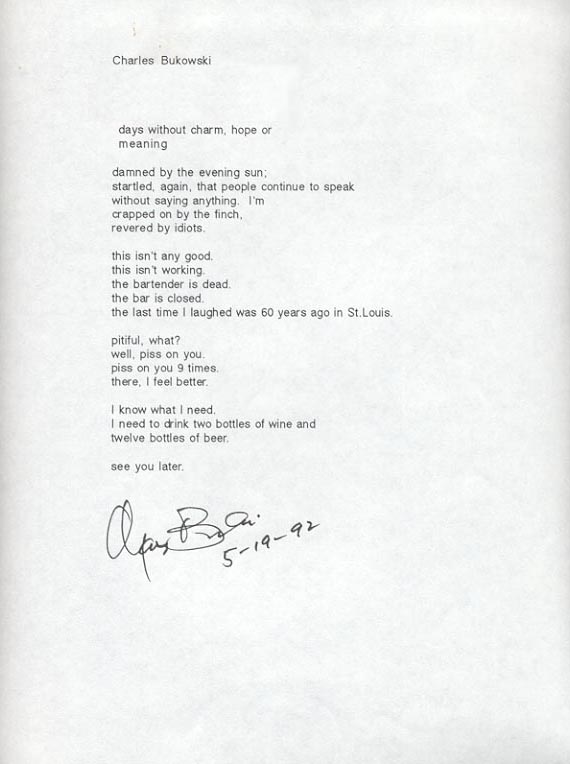 Charles Bukowski
days without charm, hope or
meaning
damned by the evening sun;
startled, again, that people continue to speak
without saying anything.  I'm
crapped on by the finch,
revered by idiots.
this isn't any good.
this isn't working.
the bartender is dead.
the bar is closed.
the last time I laughed was 60 years ago in St.Louis.
pitiful, what?
well, piss on you.
piss on you 9 times.
there, I feel better.
I know what I need.
I need to drink two bottles of wine and
twelve bottles of beer.
see you later.
5-19-92